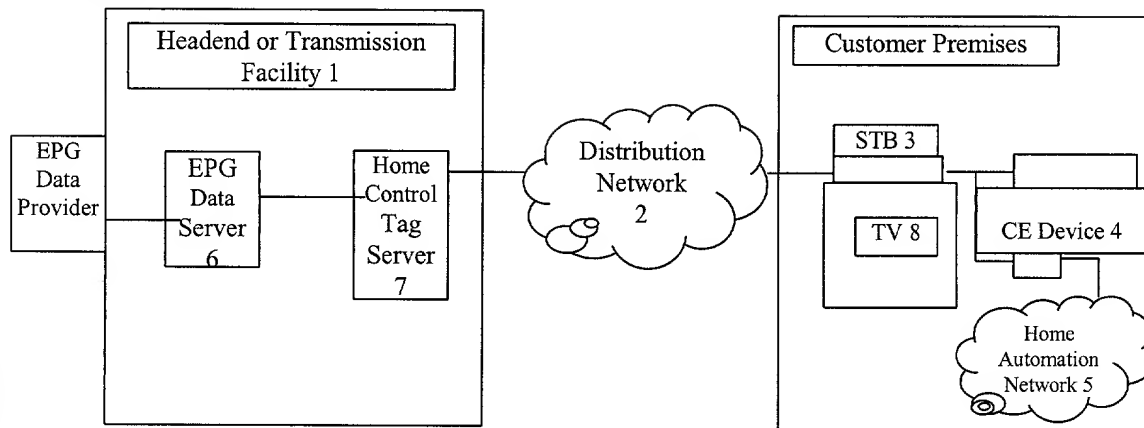 Headend or Transmission
Facility 1
Customer Premises
EPG
Data
Provider
EPG
Data
Server
6
Home
Control
Tag
Server
7
Distribution
Network
2
STB 3
TV 8
CE Device 4
Home
Automation
Network 5